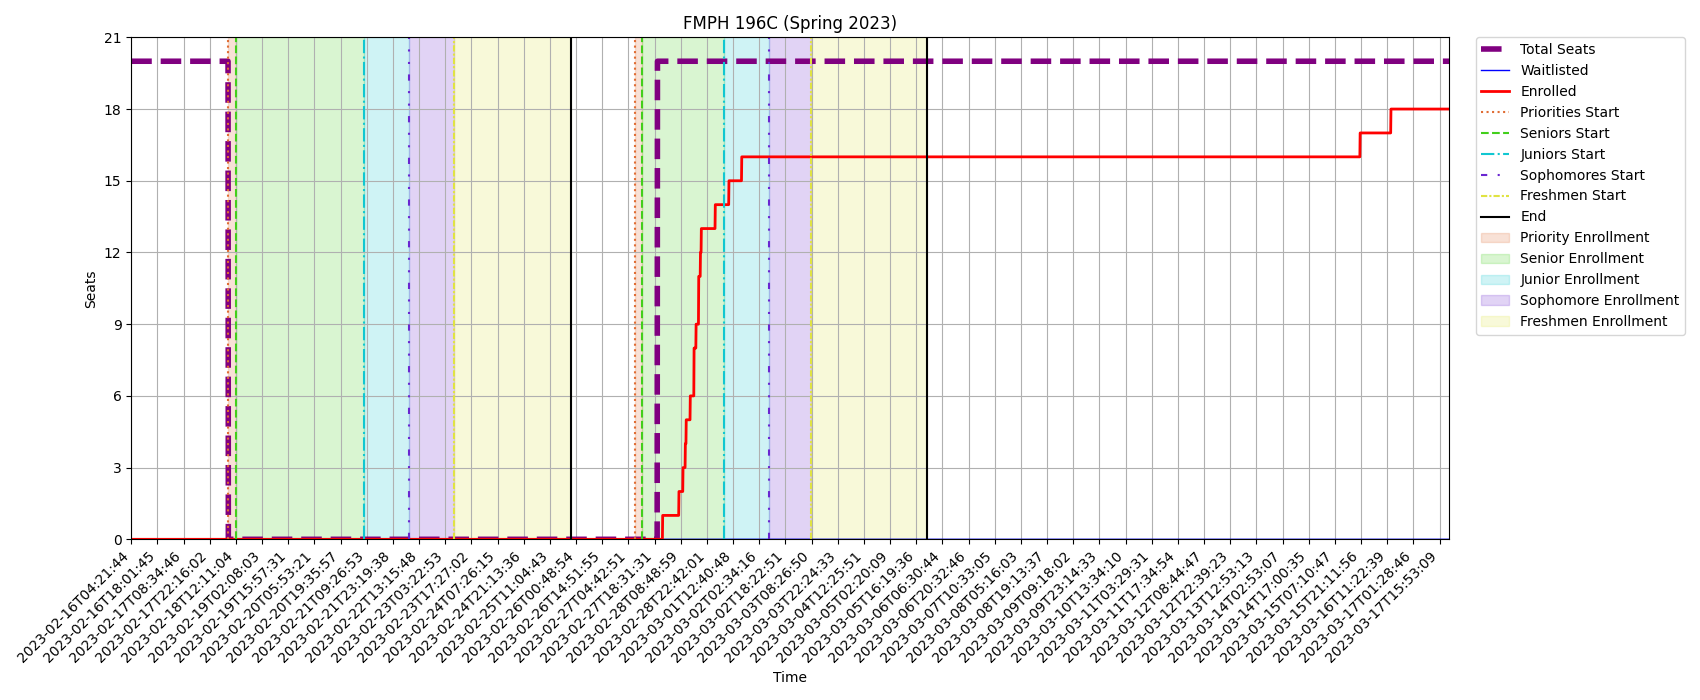 FMPH 196C (Spring 2023)
21
18
15
12
9
6
3
0
Seats
2023-02-16T04:21:44
2023-02-16T18:01:45
2023-02-17T08:34:46
2023-02-17T22:16:02
2023-02-18T12:11:04
2023-02-19T02:08:03
2023-02-19T15:57:31
2023-02-20T05:53:21
2023-02-20T19:35:57
2023-02-21T09:26:53
2023-02-21T23:19:38
2023-02-22T13:15:48
2023-02-23T03:22:53
2023-02-23T17:27:02
2023-02-24T07:26:15
2023-02-24T21:13:36
2023-02-25T11:04:43
2023-02-26T00:48:54
2023-02-26T14:51:55
2023-02-27T04:42:51
2023-02-27T18:31:31
2023-02-28T08:48:59
2023-02-28T22:42:01
2023-03-01T12:40:48
2023-03-02T02:34:16
2023-03-02T18:22:51
2023-03-03T08:26:50
2023-03-03T22:24:33
2023-03-04T12:25:51
2023-03-05T02:20:09
2023-03-05T16:19:36
2023-03-06T06:30:44
2023-03-06T20:32:46
2023-03-07T10:33:05
2023-03-08T05:16:03
2023-03-08T19:13:37
2023-03-09T09:18:02
2023-03-09T23:14:33
2023-03-10T13:34:10
2023-03-11T03:29:31
2023-03-11T17:34:54
2023-03-12T08:44:47
2023-03-12T22:39:23
2023-03-13T12:53:13
2023-03-14T02:53:07
2023-03-14T17:00:35
2023-03-15T07:10:47
2023-03-15T21:11:56
2023-03-16T11:22:39
2023-03-17T01:28:46
2023-03-17T15:53:09
Time
Total Seats
Waitlisted
Enrolled
Priorities Start
Seniors Start
Juniors Start
Sophomores Start
Freshmen Start
End
Priority Enrollment
Senior Enrollment
Junior Enrollment
Sophomore Enrollment
Freshmen Enrollment